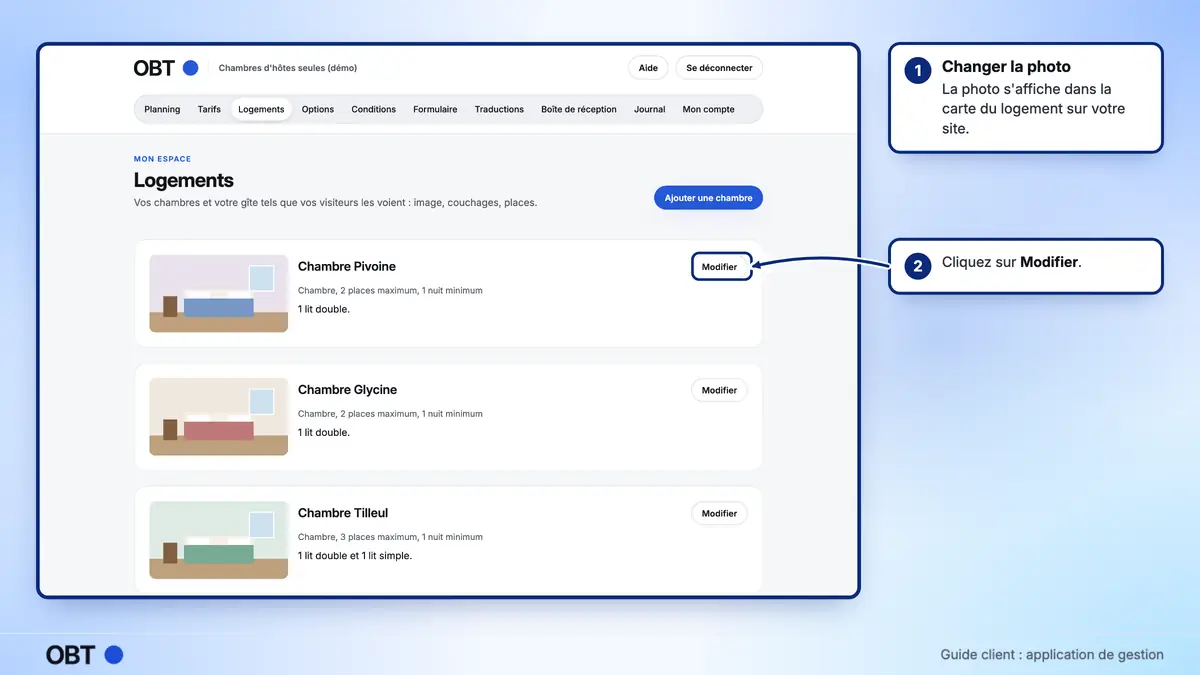 OBT
Chambres d'hôtes seules (démo)
Aide
Se déconnecter
Planning
Tarifs
Logements
Options
Conditions
Formulaire
Traductions
Boîte de réception
Journal
Mon compte
MON ESPACE
Logements
Vos chambres et votre gîte tels que vos visiteurs les voient : image, couchages, places.
Ajouter une chambre
Chambre Pivoine
Chambre, 2 places maximum, 1 nuit minimum
1 lit double.
Modifier
Chambre Glycine
Chambre, 2 places maximum, 1 nuit minimum
1 lit double.
Modifier
Chambre Tilleul
Chambre, 3 places maximum, 1 nuit minimum
1 lit double et 1 lit simple.
Modifier
1
Changer la photo
La photo s'affiche dans la
carte du logement sur votre
site.
2
Cliquez sur Modifier.
OBT
Guide client : application de gestion